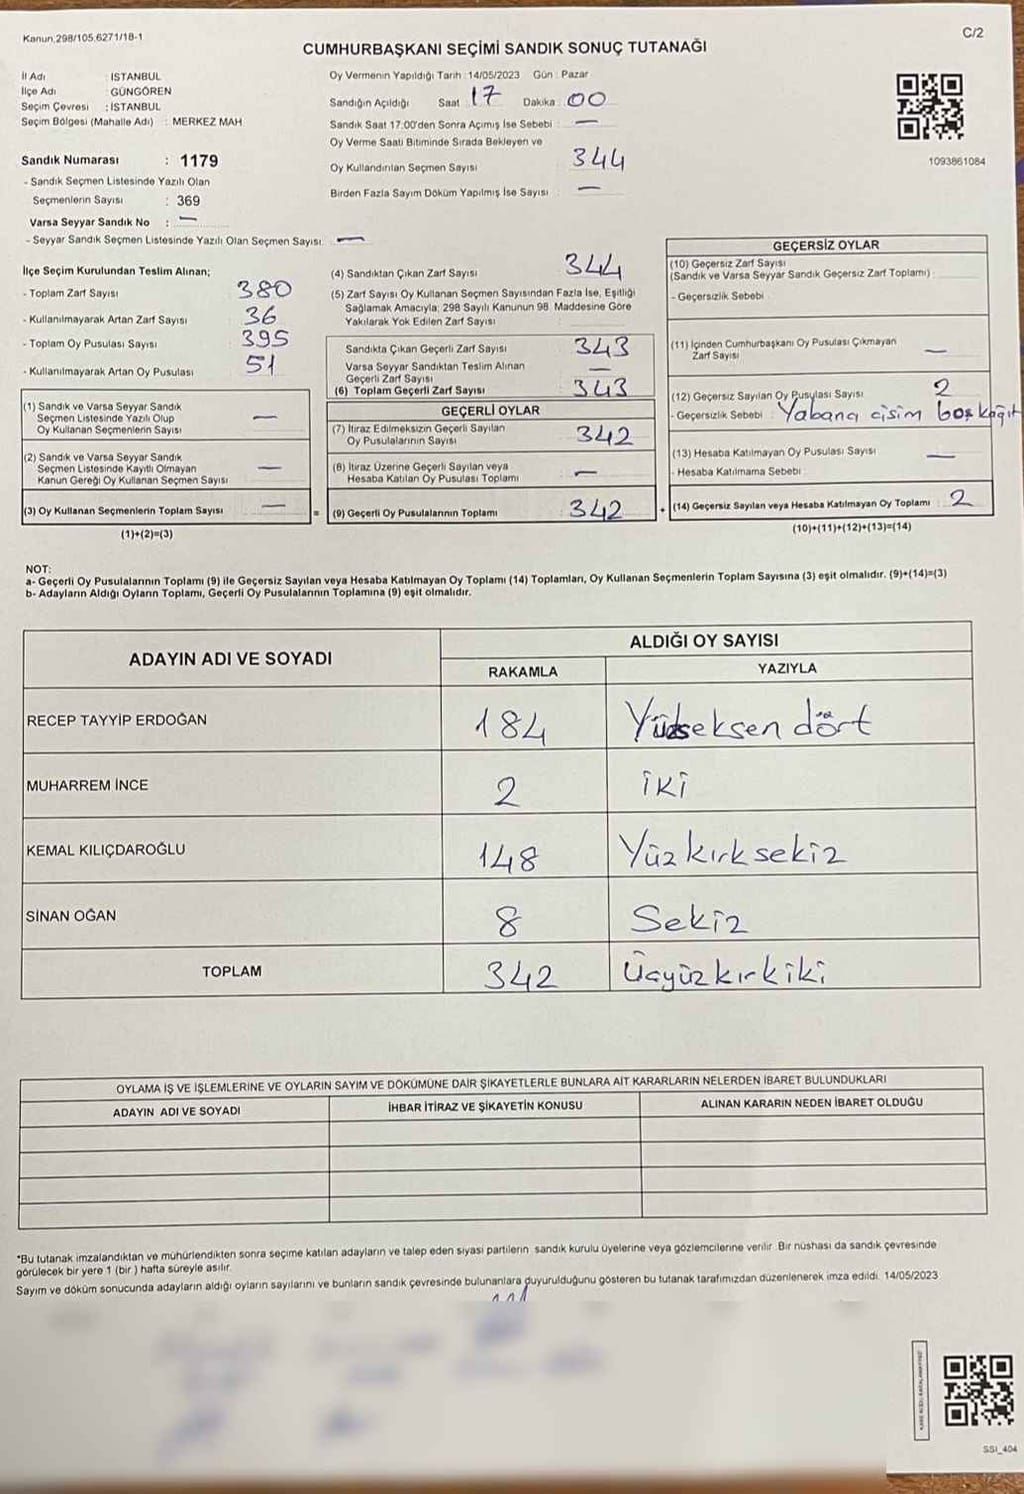 Kanun,298/105,6271/18-1
C/2
CUMHURBAŞKANI SEÇİMİ SANDIK SONUÇ TUTANAĞI
İl Adı : İSTANBUL
İlçe Adı : GÜNGÖREN
Seçim Çevresi : İSTANBUL
Seçim Bölgesi (Mahalle Adı) : MERKEZ MAH
Sandık Numarası : 1179
- Sandık Seçmen Listesinde Yazılı Olan
Seçmenlerin Sayısı : 369
Varsa Seyyar Sandık No : —
- Seyyar Sandık Seçmen Listesinde Yazılı Olan Seçmen Sayısı: —
Oy Vermenin Yapıldığı Tarih : 14/05/2023 Gün : Pazar
Sandığın Açıldığı Saat : 17 Dakika : 00
Sandık Saat 17:00'den Sonra Açımış İse Sebebi : —
Oy Verme Saati Bitiminde Sırada Bekleyen ve
Oy Kullandırılan Seçmen Sayısı : 344
Birden Fazla Sayım Döküm Yapılmış İse Sayısı : —
1093861084
İlçe Seçim Kurulundan Teslim Alınan;
- Toplam Zarf Sayısı 380
- Kullanılmayarak Artan Zarf Sayısı 36
- Toplam Oy Pusulası Sayısı 395
- Kullanılmayarak Artan Oy Pusulası 51
(1) Sandık ve Varsa Seyyar Sandık
Seçmen Listesinde Yazılı Olup
Oy Kullanan Seçmenlerin Sayısı —
(2) Sandık ve Varsa Seyyar Sandık
Seçmen Listesinde Kayıtlı Olmayan
Kanun Gereği Oy Kullanan Seçmen Sayısı —
(3) Oy Kullanan Seçmenlerin Toplam Sayısı —
(1)+(2)=(3)
=
(4) Sandıktan Çıkan Zarf Sayısı 344
(5) Zarf Sayısı Oy Kullanan Seçmen Sayısından Fazla İse, Eşitliği
Sağlamak Amacıyla, 298 Sayılı Kanunun 98. Maddesine Göre
Yakılarak Yok Edilen Zarf Sayısı :
Sandıkta Çıkan Geçerli Zarf Sayısı 343
Varsa Seyyar Sandıktan Teslim Alınan
Geçerli Zarf Sayısı —
(6) Toplam Geçerli Zarf Sayısı 343
GEÇERLİ OYLAR
(7) İtiraz Edilmeksizin Geçerli Sayılan
Oy Pusulalarının Sayısı 342
(8) İtiraz Üzerine Geçerli Sayılan veya
Hesaba Katılan Oy Pusulası Toplamı —
(9) Geçerli Oy Pusulalarının Toplamı 342
+
GEÇERSİZ OYLAR
(10) Geçersiz Zarf Sayısı
(Sandık ve Varsa Seyyar Sandık Geçersiz Zarf Toplamı) :
- Geçersizlik Sebebi :
(11) İçinden Cumhurbaşkanı Oy Pusulası Çıkmayan
Zarf Sayısı —
(12) Geçersiz Sayılan Oy Pusulası Sayısı : 2
- Geçersizlik Sebebi : Yabancı cisim boş kağıt
(13) Hesaba Katılmayan Oy Pusulası Sayısı —
- Hesaba Katılmama Sebebi :
(14) Geçersiz Sayılan veya Hesaba Katılmayan Oy Toplamı : 2
(10)+(11)+(12)+(13)=(14)
NOT:
a- Geçerli Oy Pusulalarının Toplamı (9) ile Geçersiz Sayılan veya Hesaba Katılmayan Oy Toplamı (14) Toplamları, Oy Kullanan Seçmenlerin Toplam Sayısına (3) eşit olmalıdır. (9)+(14)=(3)
b- Adayların Aldığı Oyların Toplamı, Geçerli Oy Pusulalarının Toplamına (9) eşit olmalıdır.
ADAYIN ADI VE SOYADI
ALDIĞI OY SAYISI
RAKAMLA YAZIYLA
RECEP TAYYİP ERDOĞAN 184 Yüzseksen dört
MUHARREM İNCE 2 iki
KEMAL KILIÇDAROĞLU 148 Yüz kırk sekiz
SİNAN OĞAN 8 Sekiz
TOPLAM 342 Üçyüz kırk iki
OYLAMA İŞ VE İŞLEMLERİNE VE OYLARIN SAYIM VE DÖKÜMÜNE DAİR ŞİKAYETLERLE BUNLARA AİT KARARLARIN NELERDEN İBARET BULUNDUKLARI
ADAYIN ADI VE SOYADI İHBAR İTİRAZ VE ŞİKAYETİN KONUSU ALINAN KARARIN NEDEN İBARET OLDUĞU
*Bu tutanak imzalandıktan ve mühürlendikten sonra seçime katılan adayların ve talep eden siyasi partilerin sandık kurulu üyelerine veya gözlemcilerine verilir. Bir nüshası da sandık çevresinde
görülecek bir yere 1 (bir ) hafta süreyle asılır.
Sayım ve döküm sonucunda adayların aldığı oyların sayılarını ve bunların sandık çevresinde bulunanlara duyurulduğunu gösteren bu tutanak tarafımızdan düzenlenerek imza edildi. 14/05/2023
SSI_404